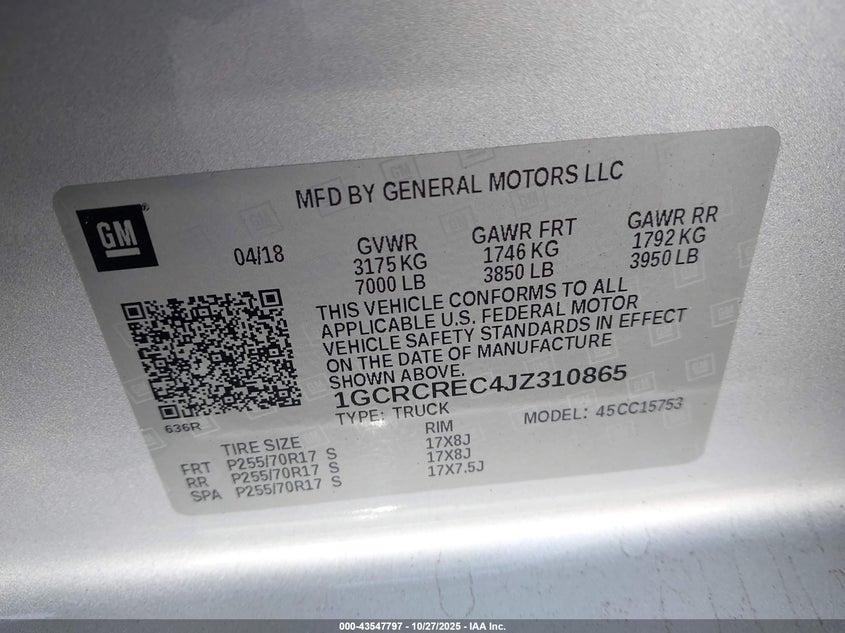 MFD BY GENERAL MOTORS LLC
GM
®
04/18
GVWR
3175 KG
7000 LB
GAWR FRT
1746 KG
3850 LB
GAWR RR
1792 KG
3950 LB
THIS VEHICLE CONFORMS TO ALL
APPLICABLE U.S. FEDERAL MOTOR
VEHICLE SAFETY STANDARDS IN EFFECT
ON THE DATE OF MANUFACTURE
SHOWN ABOVE.
1GCRCREC4JZ310865
TYPE: TRUCK
MODEL: 45CC15753
636R
TIRE SIZE
RIM
FRT P255/70R17 S 17X8J
RR P255/70R17 S 17X8J
SPA P255/70R17 S 17X7.5J
000-43547797 - 10/27/2025 - IAA Inc.